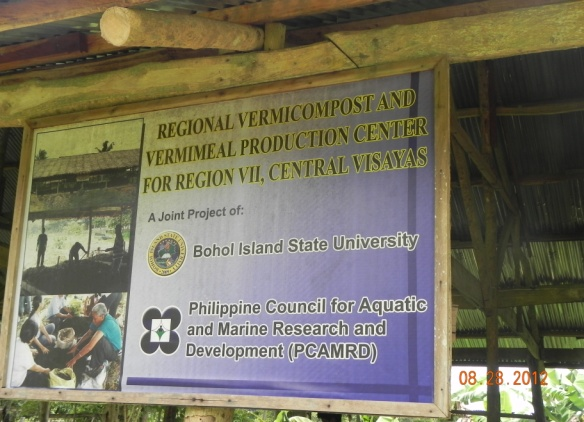 REGIONAL VERMICOMPOST AND
VERMIMEAL PRODUCTION CENTER
FOR REGION VII, CENTRAL VISAYAS
A Joint Project of:
Bohol Island State University
Philippine Council for Aquatic
and Marine Research and
Development (PCAMRD)
08.28.2012